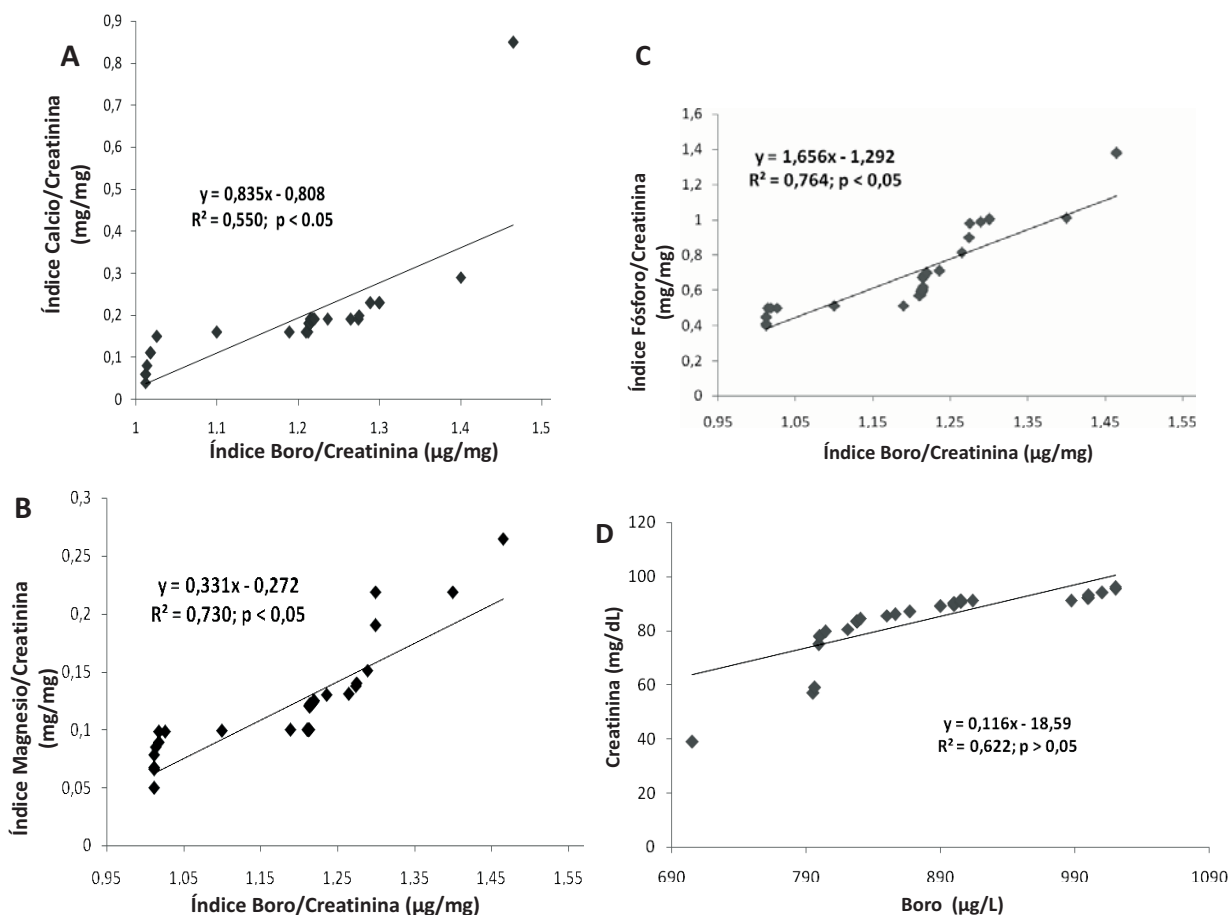 A
Índice Calcio/Creatinina
(mg/mg)
0,9
0,8
0,7
0,6
0,5
0,4
0,3
0,2
0,1
0
y = 0,835x - 0,808
R² = 0,550; p < 0.05
1
1,1
1,2
1,3
1,4
1,5
Índice Boro/Creatinina (µg/mg)
C
Índice Fósforo/Creatinina
(mg/mg)
1,6
1,4
1,2
1
0,8
0,6
0,4
0,2
0
y = 1,656x - 1,292
R² = 0,764; p < 0,05
0,95
1,05
1,15
1,25
1,35
1,45
1,55
Índice Boro/Creatinina (µg/mg)
B
Índice Magnesio/Creatinina
(mg/mg)
0,3
0,25
0,2
0,15
0,1
0,05
0
y = 0,331x - 0,272
R² = 0,730; p < 0,05
0,95
1,05
1,15
1,25
1,35
1,45
1,55
Índice Boro/Creatinina (µg/mg)
D
Creatinina (mg/dL)
120
100
80
60
40
20
0
y = 0,116x - 18,59
R² = 0,622; p > 0,05
690
790
890
990
1090
Boro (µg/L)